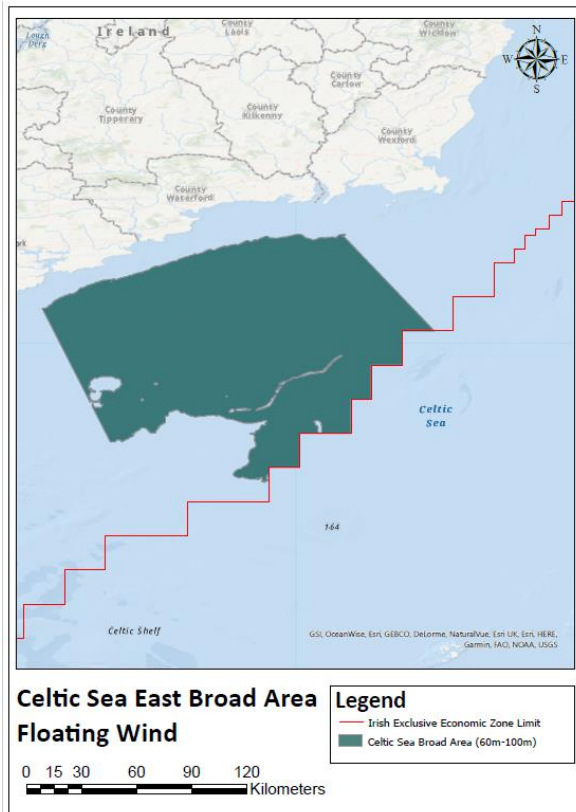 Lough
Derg
Ireland
County
Laois
County
Wicklow
N
W E
S
County
Carlow
County
Tipperary
County
Kilkenny
County
Wexford
County
Waterford
Celtic
Sea
164
Celtic Shelf
GSI, OceanWise, Esri, GEBCO, DeLorme, NaturalVue, Esri UK, Esri, HERE,
Garmin, FAO, NOAA, USGS
Celtic Sea East Broad Area
Floating Wind
Legend
Irish Exclusive Economic Zone Limit
Celtic Sea Broad Area (60m-100m)
0 15 30 60 90 120
Kilometers